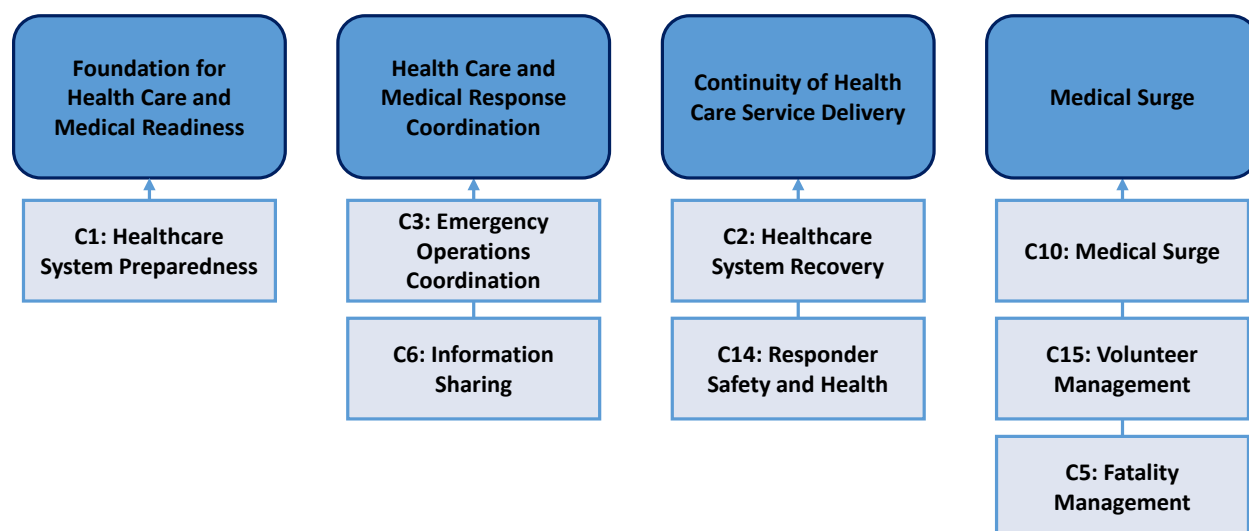 Foundation for
Health Care and
Medical Readiness
Health Care and
Medical Response
Coordination
Continuity of Health
Care Service Delivery
Medical Surge
C1: Healthcare
System Preparedness
C3: Emergency
Operations
Coordination
C2: Healthcare
System Recovery
C10: Medical Surge
C6: Information
Sharing
C14: Responder
Safety and Health
C15: Volunteer
Management
C5: Fatality
Management